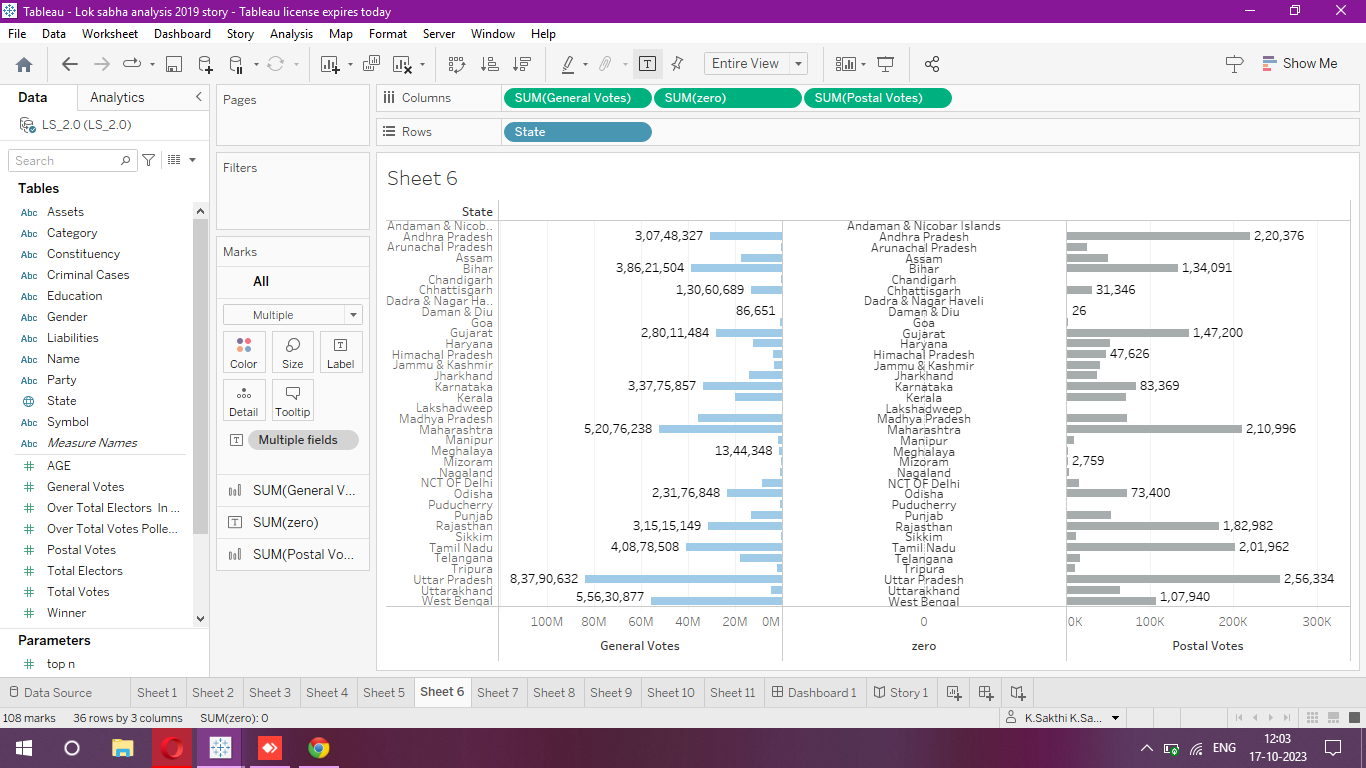 Tableau - Lok sabha analysis 2019 story - Tableau license expires today
File Data Worksheet Dashboard Story Analysis Map Format Server Window Help
Entire View Show Me
Data Analytics
LS_2.0 (LS_2.0)
Search
Tables
Abc Assets
Abc Category
Abc Constituency
Abc Criminal Cases
Abc Education
Abc Gender
Abc Liabilities
Abc Name
Abc Party
State
Abc Symbol
Abc Measure Names
# AGE
# General Votes
# Over Total Electors In ...
# Over Total Votes Polle...
# Postal Votes
# Total Electors
# Total Votes
# Winner
Parameters
# top n
Pages
Filters
Marks
All
Multiple
Color Size Label
Detail Tooltip
Multiple fields
SUM(General V...
SUM(zero)
SUM(Postal Vo...
Columns SUM(General Votes) SUM(zero) SUM(Postal Votes)
Rows State
Sheet 6
State
Andaman & Nicob.. Andaman & Nicobar Islands
Andhra Pradesh 3,07,48,327 Andhra Pradesh 2,20,376
Arunachal Pradesh Arunachal Pradesh
Assam Assam
Bihar 3,86,21,504 Bihar 1,34,091
Chandigarh Chandigarh
Chhattisgarh 1,30,60,689 Chhattisgarh 31,346
Dadra & Nagar Ha.. Dadra & Nagar Haveli
Daman & Diu 86,651 Daman & Diu 26
Goa Goa
Gujarat 2,80,11,484 Gujarat 1,47,200
Haryana Haryana
Himachal Pradesh Himachal Pradesh 47,626
Jammu & Kashmir Jammu & Kashmir
Jharkhand Jharkhand
Karnataka 3,37,75,857 Karnataka 83,369
Kerala Kerala
Lakshadweep Lakshadweep
Madhya Pradesh Madhya Pradesh
Maharashtra 5,20,76,238 Maharashtra 2,10,996
Manipur Manipur
Meghalaya 13,44,348 Meghalaya
Mizoram Mizoram 2,759
Nagaland Nagaland
NCT OF Delhi NCT OF Delhi
Odisha 2,31,76,848 Odisha 73,400
Puducherry Puducherry
Punjab Punjab
Rajasthan 3,15,15,149 Rajasthan 1,82,982
Sikkim Sikkim
Tamil Nadu 4,08,78,508 Tamil Nadu 2,01,962
Telangana Telangana
Tripura Tripura
Uttar Pradesh 8,37,90,632 Uttar Pradesh 2,56,334
Uttarakhand Uttarakhand
West Bengal 5,56,30,877 West Bengal 1,07,940
100M 80M 60M 40M 20M 0M 0 0K 100K 200K 300K
General Votes zero Postal Votes
Data Source Sheet 1 Sheet 2 Sheet 3 Sheet 4 Sheet 5 Sheet 6 Sheet 7 Sheet 8 Sheet 9 Sheet 10 Sheet 11 Dashboard 1 Story 1
108 marks 36 rows by 3 columns SUM(zero): 0 K.Sakthi K.Sa...
ENG 12:03
17-10-2023